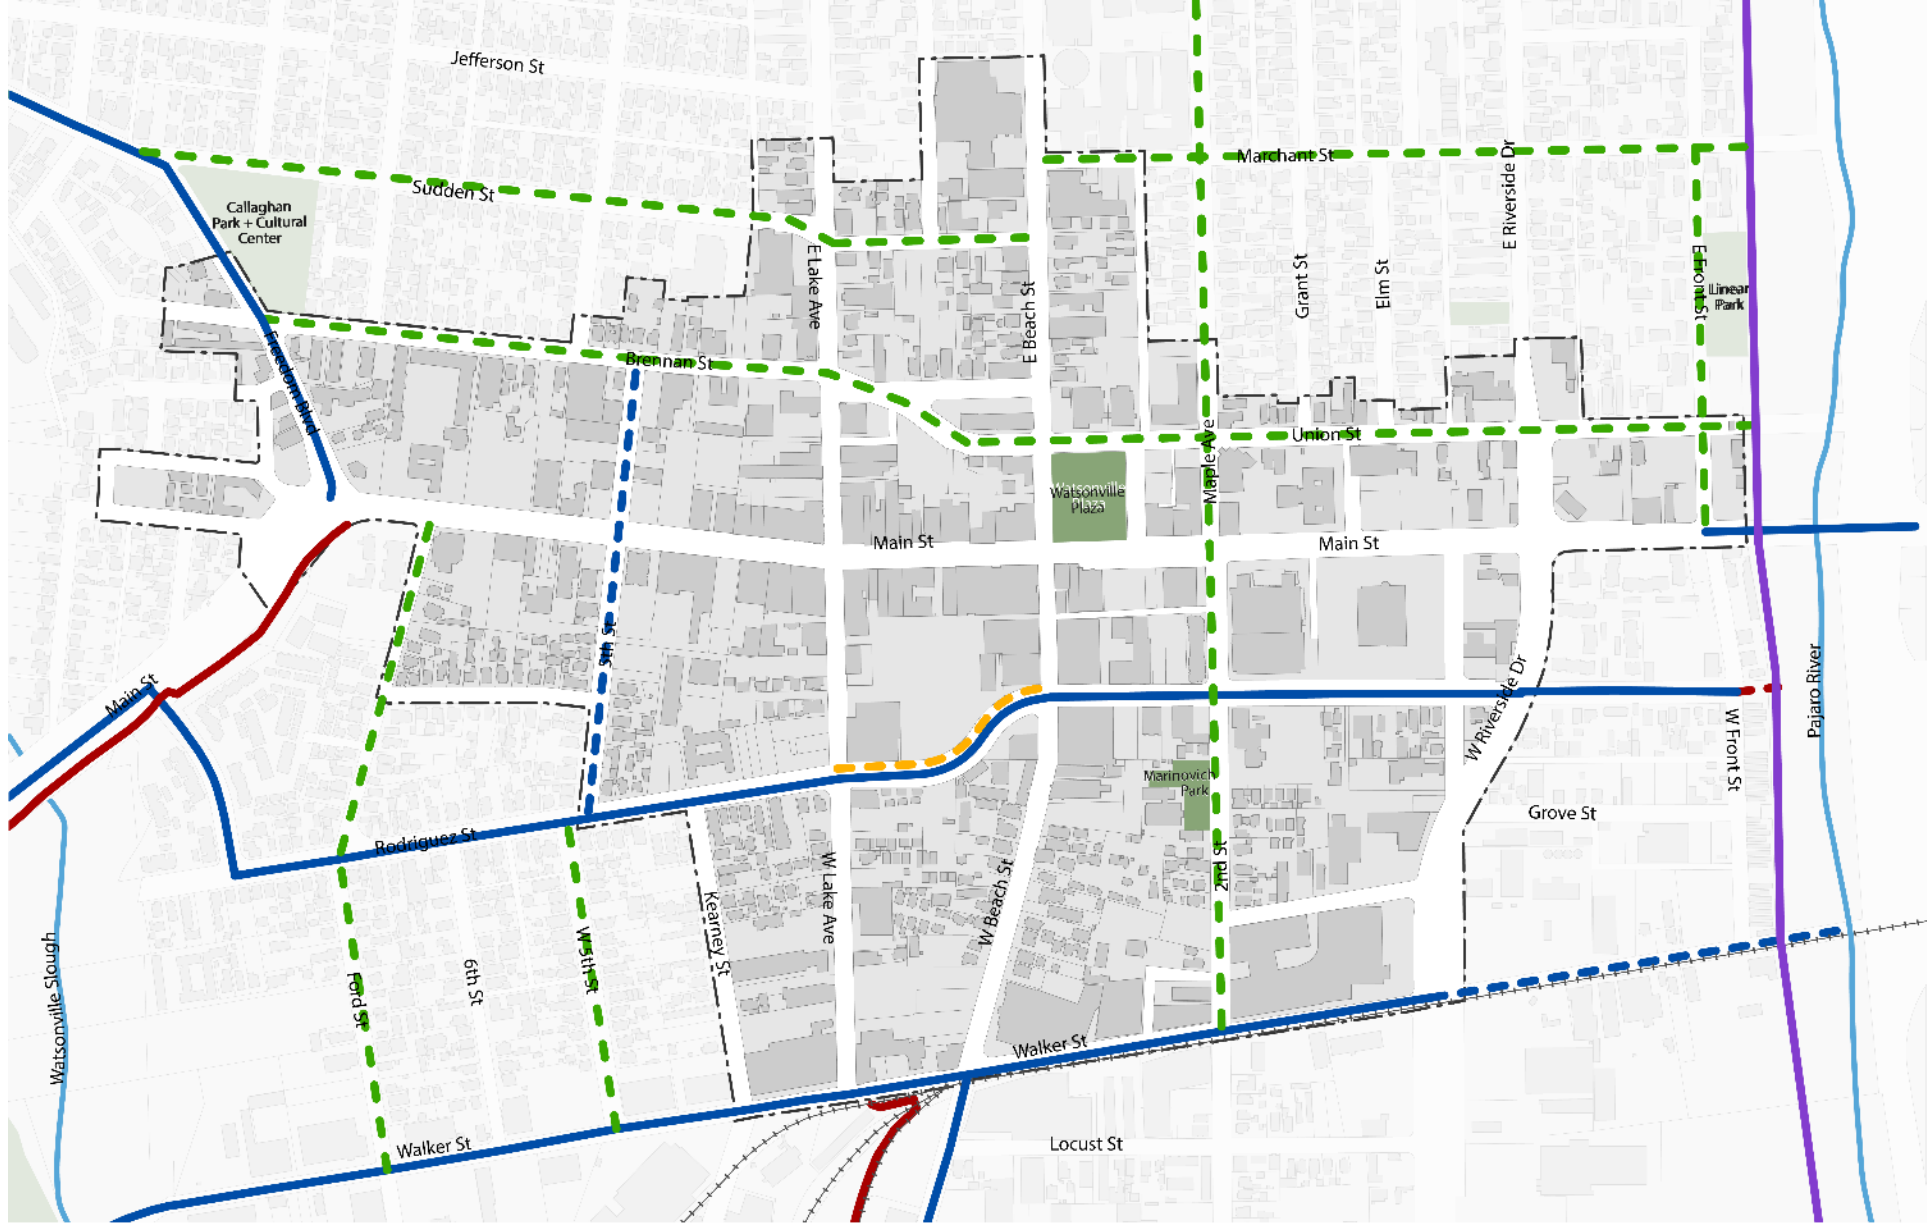 Jefferson St
Marchant St
Sudden St
E Riverside Dr
Callaghan
Park + Cultural
Center
E Lake Ave
E Beach St
Grant St
Elm St
E Front St
Linear
Park
Freedom Blvd
Brennan St
Maple Ave
Union St
Watsonville
Plaza
Watsonville
Plaza
Main St
Main St
5th St
Main St
W Riverside Dr
Pajaro River
W Front St
Marinovich
Park
Grove St
Rodriguez St
2nd St
W Lake Ave
W Beach St
Kearney St
W 5th St
6th St
Ford St
Watsonville Slough
Walker St
Walker St
Locust St